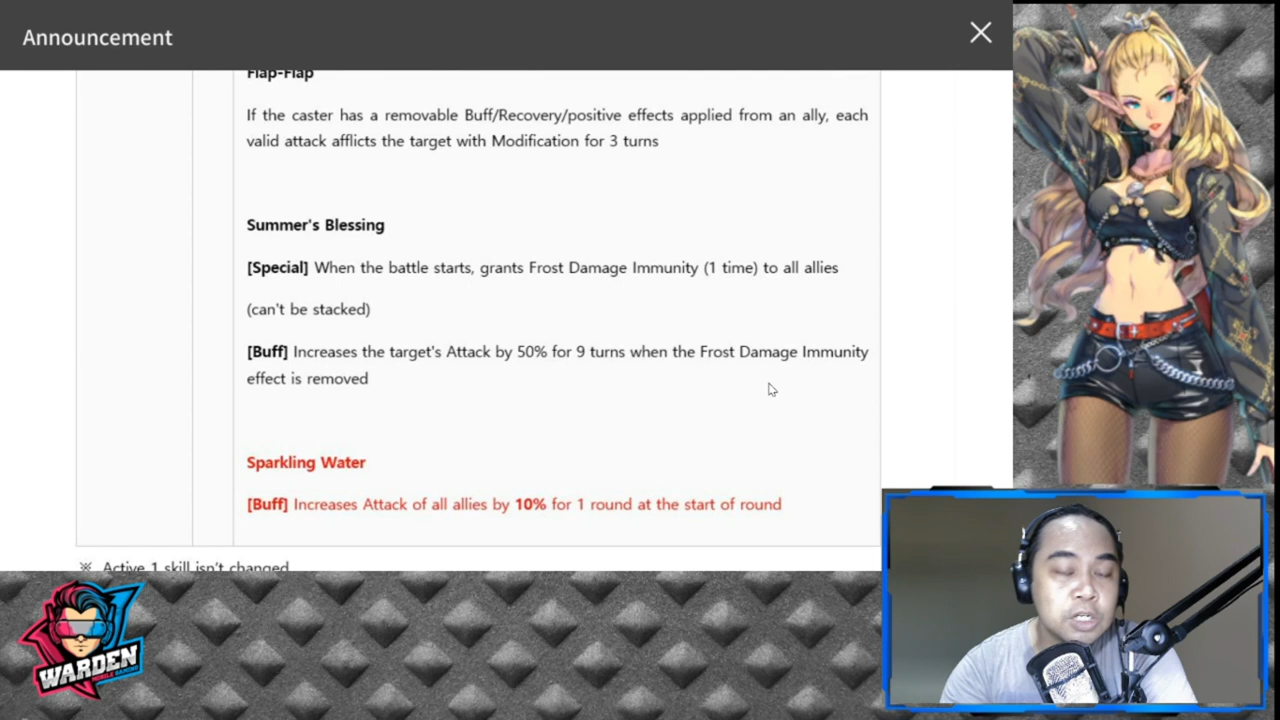 Announcement
Flap-Flap
If the caster has a removable Buff/Recovery/positive effects applied from an ally, each
valid attack afflicts the target with Modification for 3 turns
Summer's Blessing
[Special] When the battle starts, grants Frost Damage Immunity (1 time) to all allies
(can't be stacked)
[Buff] Increases the target's Attack by 50% for 9 turns when the Frost Damage Immunity
effect is removed
Sparkling Water
[Buff] Increases Attack of all allies by 10% for 1 round at the start of round
※ Active 1 skill isn't changed
WARDEN
MOBILE GAMING